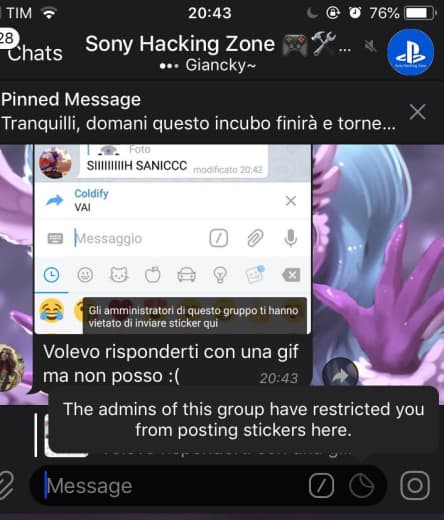 TIM
20:43
76%
28
Chats
Sony Hacking Zone 🎮🛠...
Giancky~
Pinned Message
Tranquilli, domani questo incubo finirà e torne...
Foto
SIIIIIIIIH SANICCC
modificato 20:42
Coldify
VAI
Messaggio
Gli amministratori di questo gruppo ti hanno
vietato di inviare sticker qui
Volevo risponderti con una gif
ma non posso :(
20:43
The admins of this group have restricted you
from posting stickers here.
Message